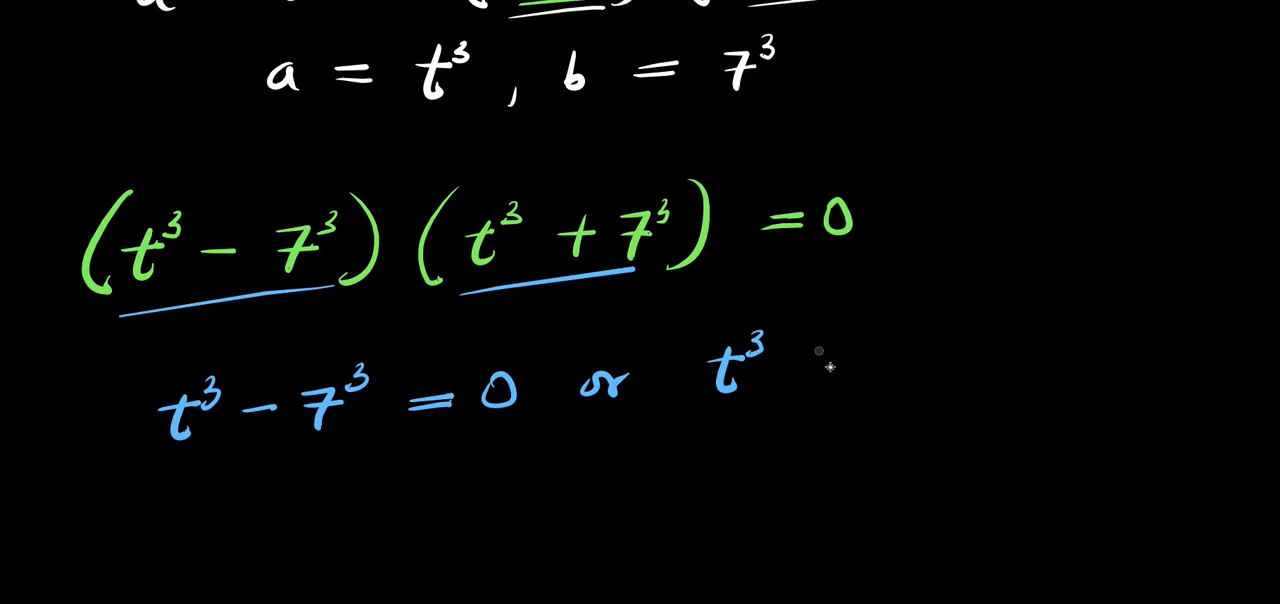 a = t³ , b = 7³
(t³ - 7³) (t³ + 7³) = 0
t³ - 7³ = 0 or t³